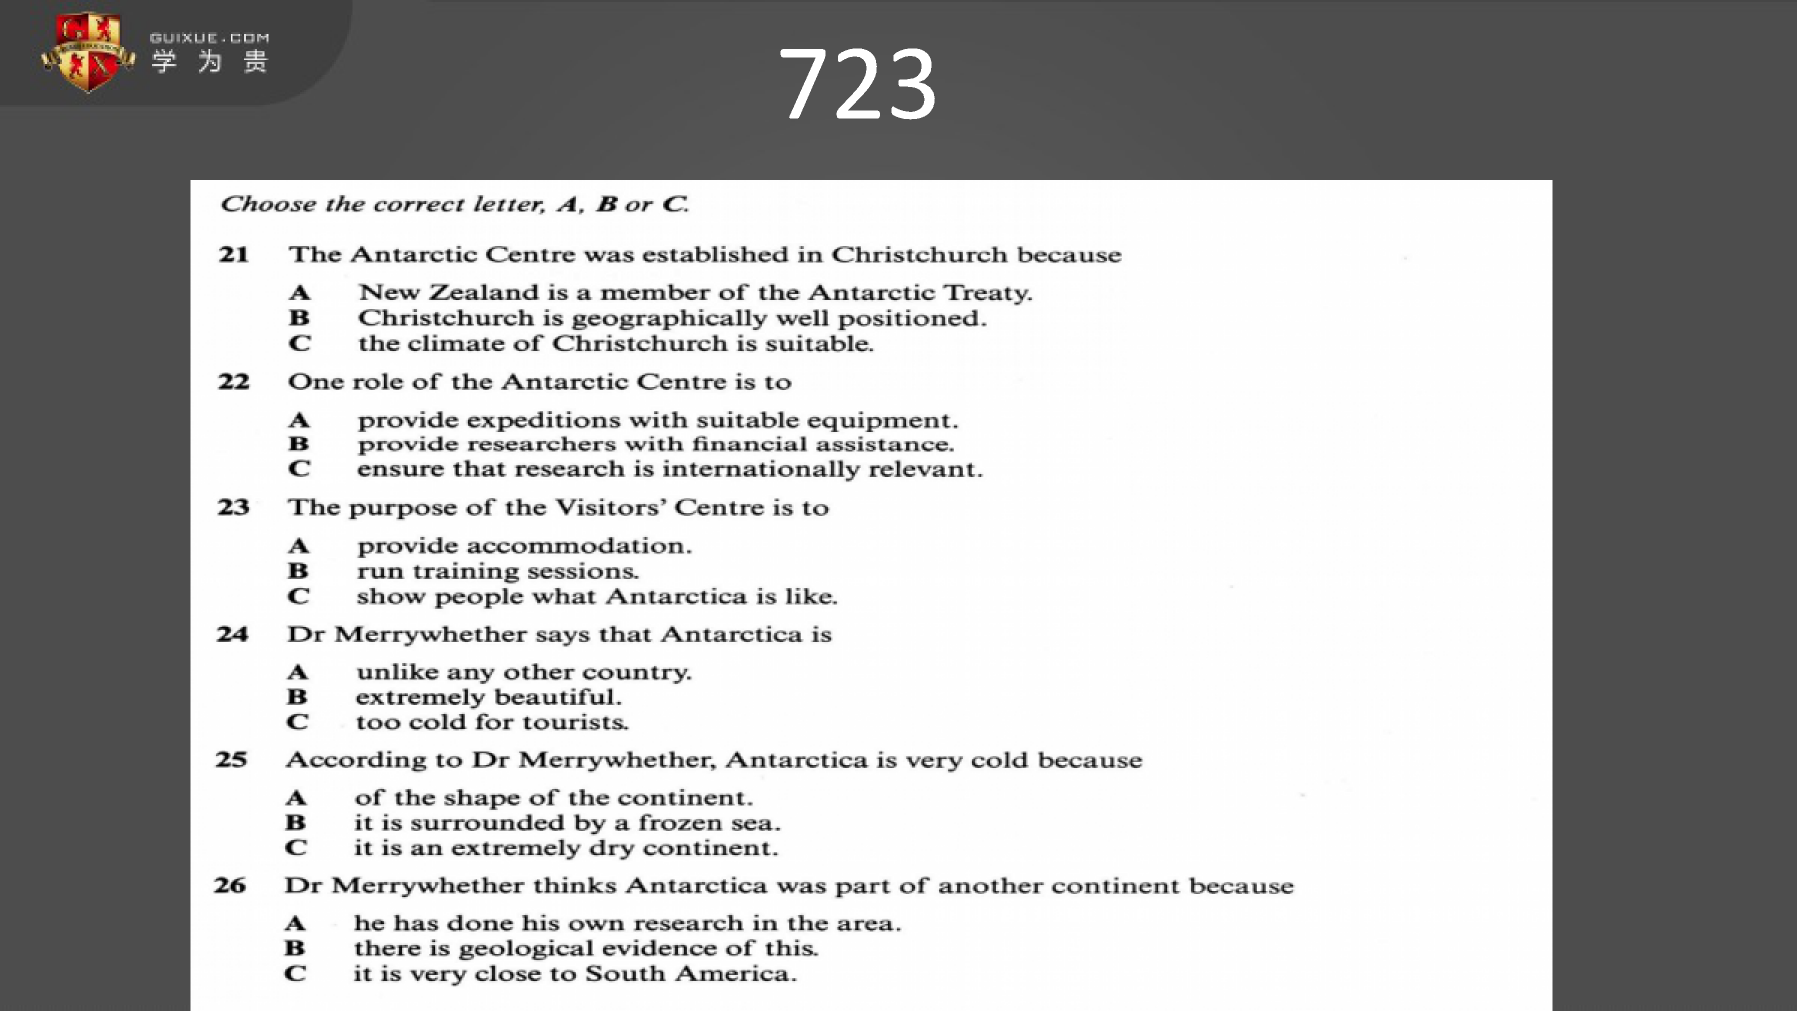 GUIXUE.COM
学为贵
723
Choose the correct letter, A, B or C.
21 The Antarctic Centre was established in Christchurch because
A New Zealand is a member of the Antarctic Treaty.
B Christchurch is geographically well positioned.
C the climate of Christchurch is suitable.
22 One role of the Antarctic Centre is to
A provide expeditions with suitable equipment.
B provide researchers with financial assistance.
C ensure that research is internationally relevant.
23 The purpose of the Visitors' Centre is to
A provide accommodation.
B run training sessions.
C show people what Antarctica is like.
24 Dr Merrywhether says that Antarctica is
A unlike any other country.
B extremely beautiful.
C too cold for tourists.
25 According to Dr Merrywhether, Antarctica is very cold because
A of the shape of the continent.
B it is surrounded by a frozen sea.
C it is an extremely dry continent.
26 Dr Merrywhether thinks Antarctica was part of another continent because
A he has done his own research in the area.
B there is geological evidence of this.
C it is very close to South America.